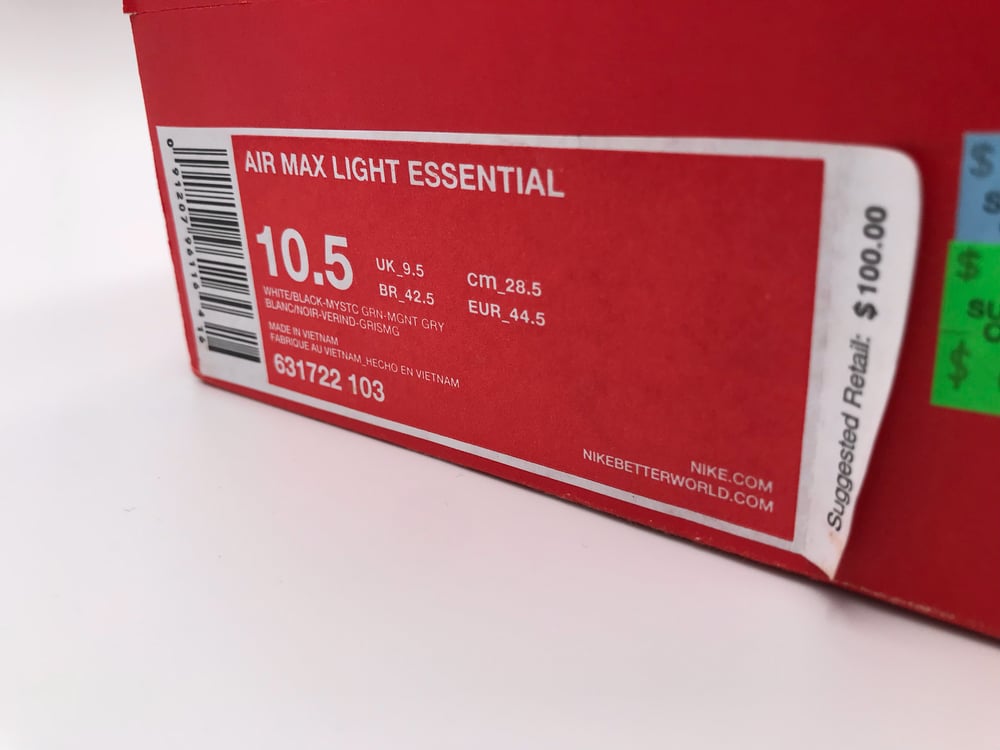 AIR MAX LIGHT ESSENTIAL
10.5
UK_9.5
cm_28.5
BR_42.5
EUR_44.5
WHITE/BLACK-MYSTC GRN-MGNT GRY
BLANC/NOIR-VERIND-GRISMG
MADE IN VIETNAM
FABRIQUE AU VIETNAM_HECHO EN VIETNAM
631722 103
NIKE.COM
NIKEBETTERWORLD.COM
Suggested Retail: $100.00
$
$
$